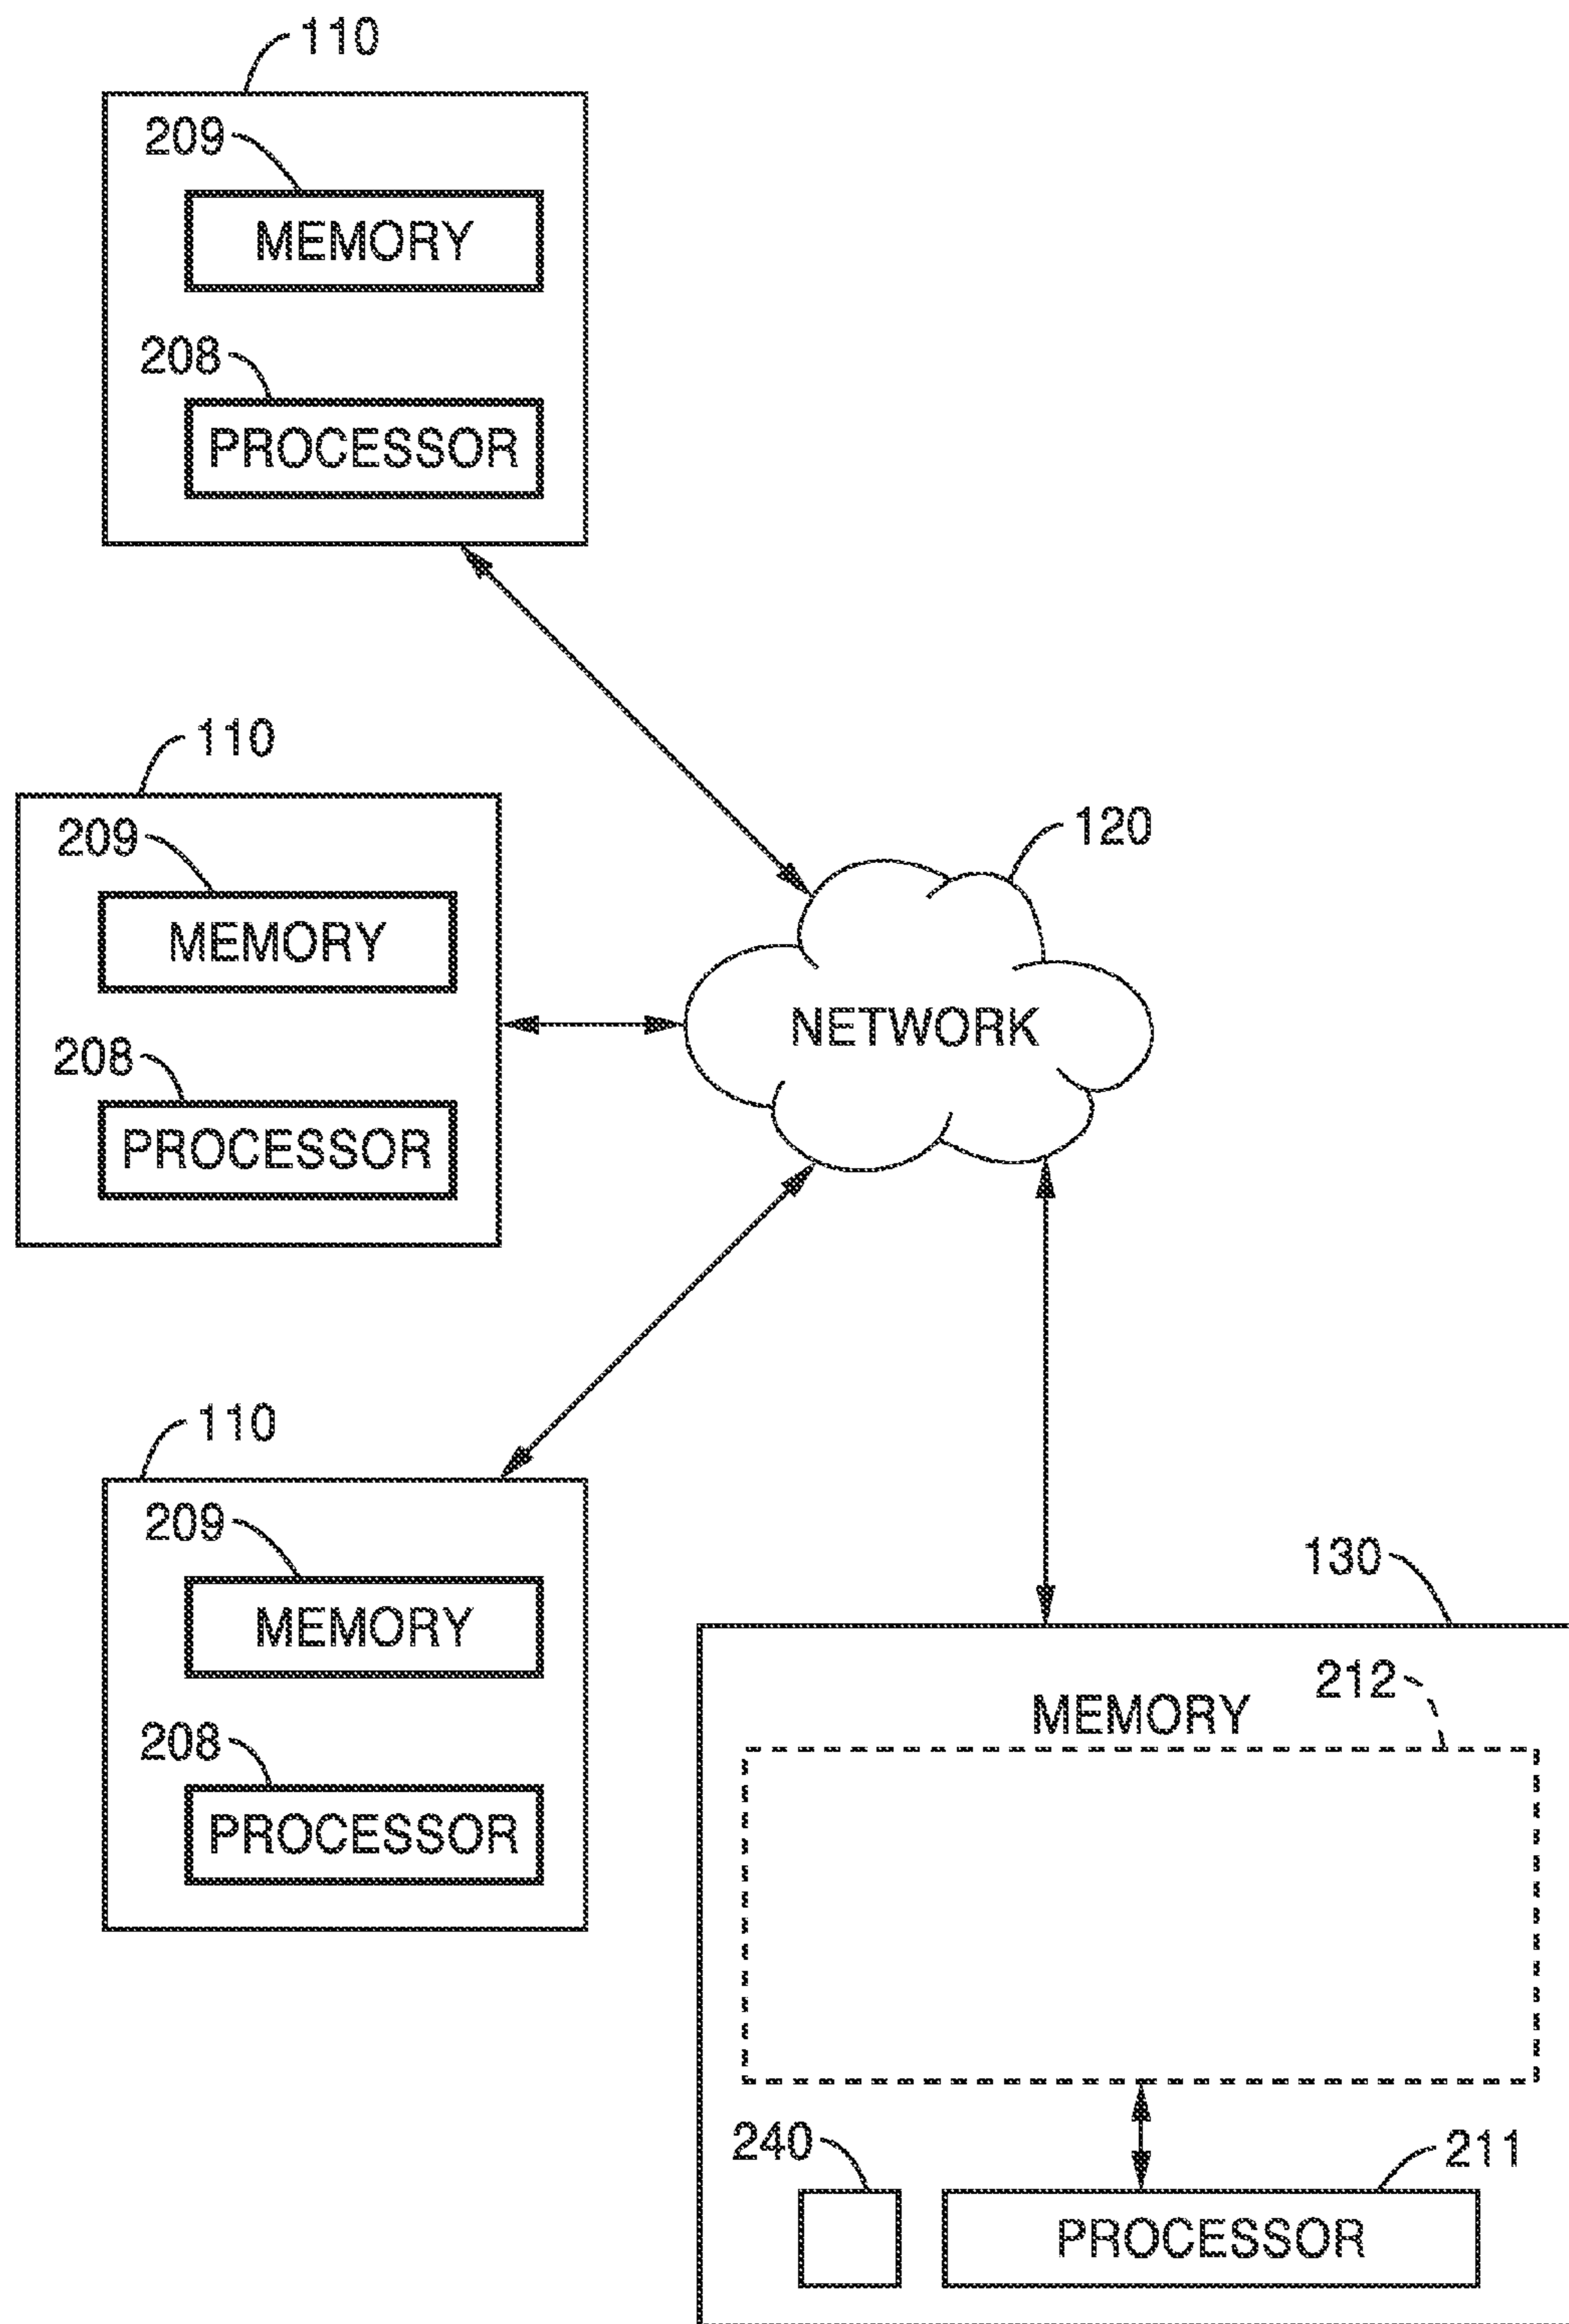 110
209
MEMORY
208
PROCESSOR
110
209
MEMORY
208
PROCESSOR
120
NETWORK
110
209
MEMORY
208
PROCESSOR
130
212
MEMORY
240
211
PROCESSOR